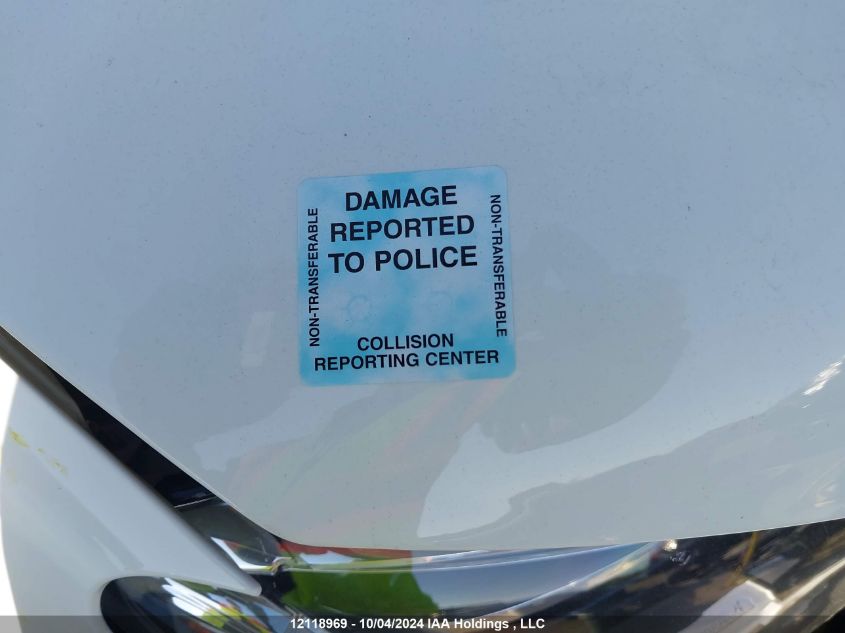 DAMAGE
REPORTED
TO POLICE
NON-TRANSFERABLE
NON-TRANSFERABLE
COLLISION
REPORTING CENTER
12118969 - 10/04/2024 IAA Holdings , LLC